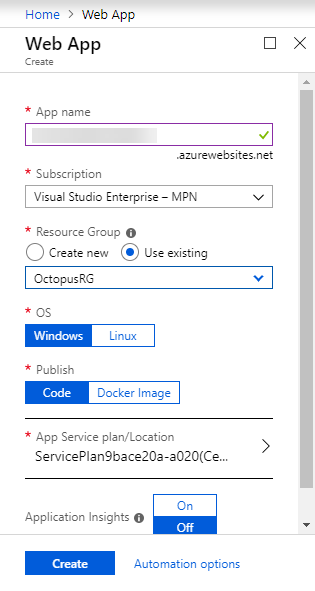 Home > Web App
Web App
Create
* App name
.azurewebsites.net
* Subscription
Visual Studio Enterprise – MPN
* Resource Group
Create new Use existing
OctopusRG
* OS
Windows Linux
* Publish
Code Docker Image
* App Service plan/Location
ServicePlan9bace20a-a020(Ce...
Application Insights
On
Off
Create Automation options